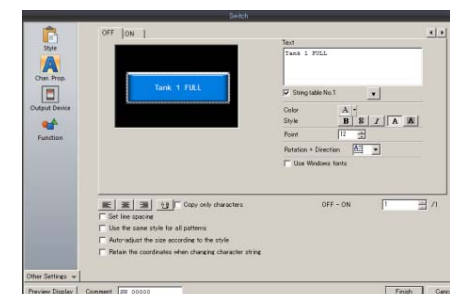 Switch
Style
Char. Prop.
Output Device
Function
OFF
ON
Tank 1 FULL
Text
Tank 1 FULL
String table No.1
Color
A
Style
B S I A A
Point
12
Rotation + Direction
Use Windows fonts
Copy only characters
OFF - ON
1
/1
Set line spacing
Use the same style for all patterns
Auto-adjust the size according to the style
Retain the coordinates when changing character string
Other Settings
Preview Display
Comment
00000
Finish
Canc